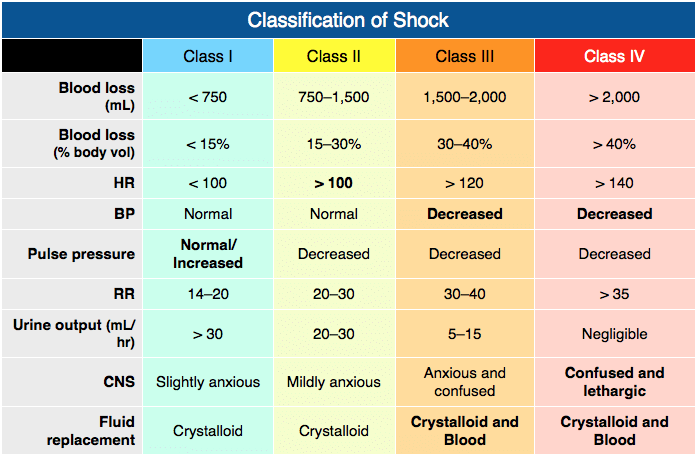 Classification of Shock
Class I Class II Class III Class IV
Blood loss
(mL) < 750 750–1,500 1,500–2,000 > 2,000
Blood loss
(% body vol) < 15% 15–30% 30–40% > 40%
HR < 100 > 100 > 120 > 140
BP Normal Normal Decreased Decreased
Pulse pressure Normal/
Increased Decreased Decreased Decreased
RR 14–20 20–30 30–40 > 35
Urine output (mL/
hr) > 30 20–30 5–15 Negligible
CNS Slightly anxious Mildly anxious Anxious and
confused Confused and
lethargic
Fluid
replacement Crystalloid Crystalloid Crystalloid and
Blood Crystalloid and
Blood